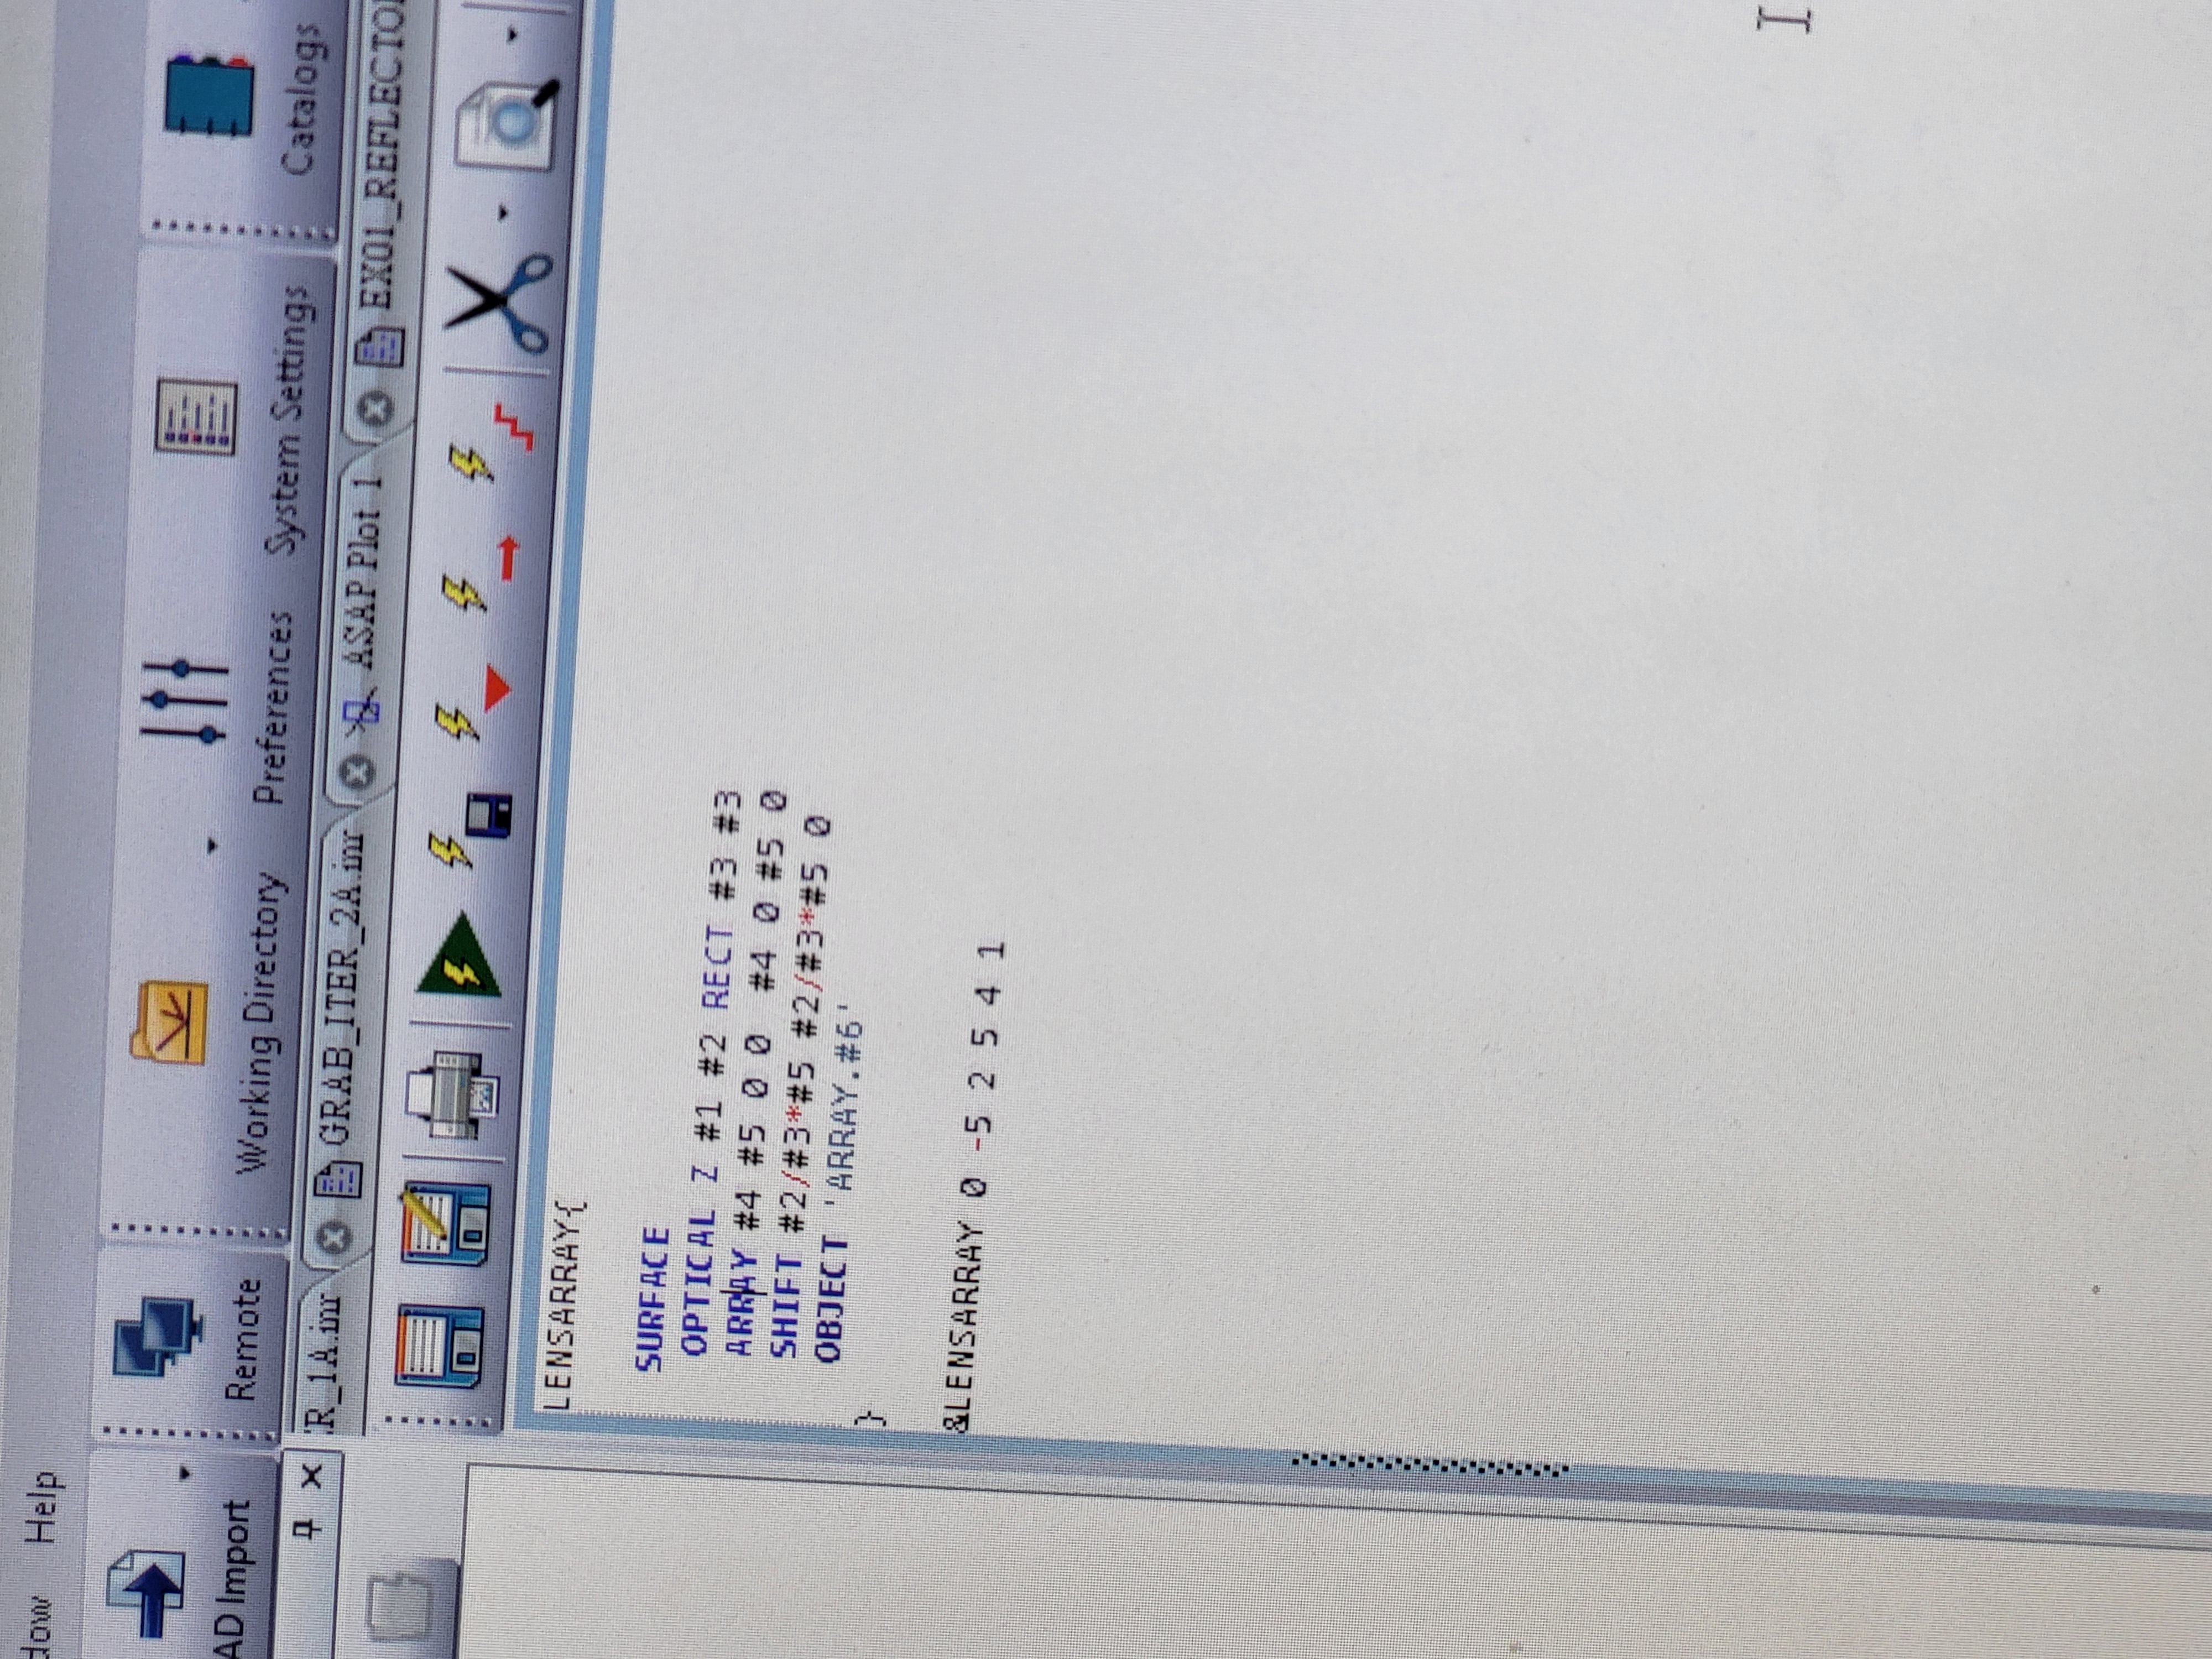 dow Help
AD Import Remote Working Directory Preferences System Settings Catalogs
R_1A.inr GRAB_ITER_2A.inr ASAP Plot 1 EX01_REFLECTO
LENSARRAY{
SURFACE
OPTICAL Z #1 #2 RECT #3 #3
ARRAY #4 #5 0 0 #4 0 #5 0
SHIFT #2/#3*#5 #2/#3*#5 0
OBJECT 'ARRAY.#6'
}
&LENSARRAY 0 -5 2 5 4 1